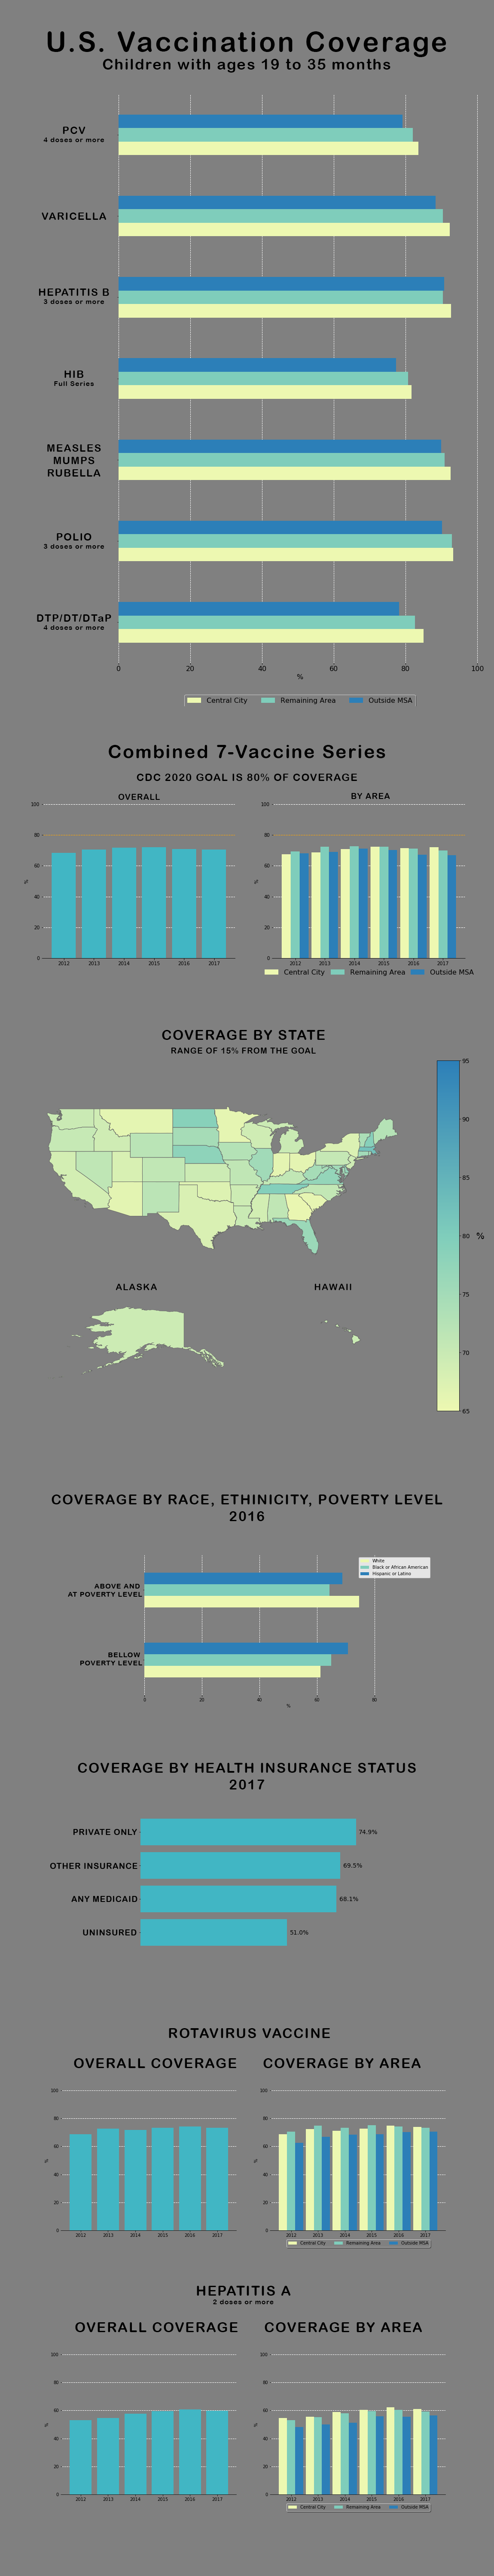 U.S. Vaccination Coverage
Children with ages 19 to 35 months
PCV
4 doses or more
VARICELLA
HEPATITIS B
3 doses or more
HIB
Full Series
MEASLES
MUMPS
RUBELLA
POLIO
3 doses or more
DTP/DT/DTaP
4 doses or more
0 20 40 60 80 100
%
Central City Remaining Area Outside MSA
Combined 7-Vaccine Series
CDC 2020 GOAL IS 80% OF COVERAGE
OVERALL
100
80
60
%
40
20
0
2012 2013 2014 2015 2016 2017
BY AREA
100
80
60
%
40
20
0
2012 2013 2014 2015 2016 2017
Central City Remaining Area Outside MSA
COVERAGE BY STATE
RANGE OF 15% FROM THE GOAL
95
90
85
80
%
75
70
65
ALASKA
HAWAII
COVERAGE BY RACE, ETHINICITY, POVERTY LEVEL
2016
White
Black or African American
Hispanic or Latino
ABOVE AND
AT POVERTY LEVEL
BELLOW
POVERTY LEVEL
0 20 40 60 80
%
COVERAGE BY HEALTH INSURANCE STATUS
2017
PRIVATE ONLY 74.9%
OTHER INSURANCE 69.5%
ANY MEDICAID 68.1%
UNINSURED 51.0%
ROTAVIRUS VACCINE
OVERALL COVERAGE
100
80
60
%
40
20
0
2012 2013 2014 2015 2016 2017
COVERAGE BY AREA
100
80
60
%
40
20
0
2012 2013 2014 2015 2016 2017
Central City Remaining Area Outside MSA
HEPATITIS A
2 doses or more
OVERALL COVERAGE
100
80
60
%
40
20
0
2012 2013 2014 2015 2016 2017
COVERAGE BY AREA
100
80
60
%
40
20
0
2012 2013 2014 2015 2016 2017
Central City Remaining Area Outside MSA